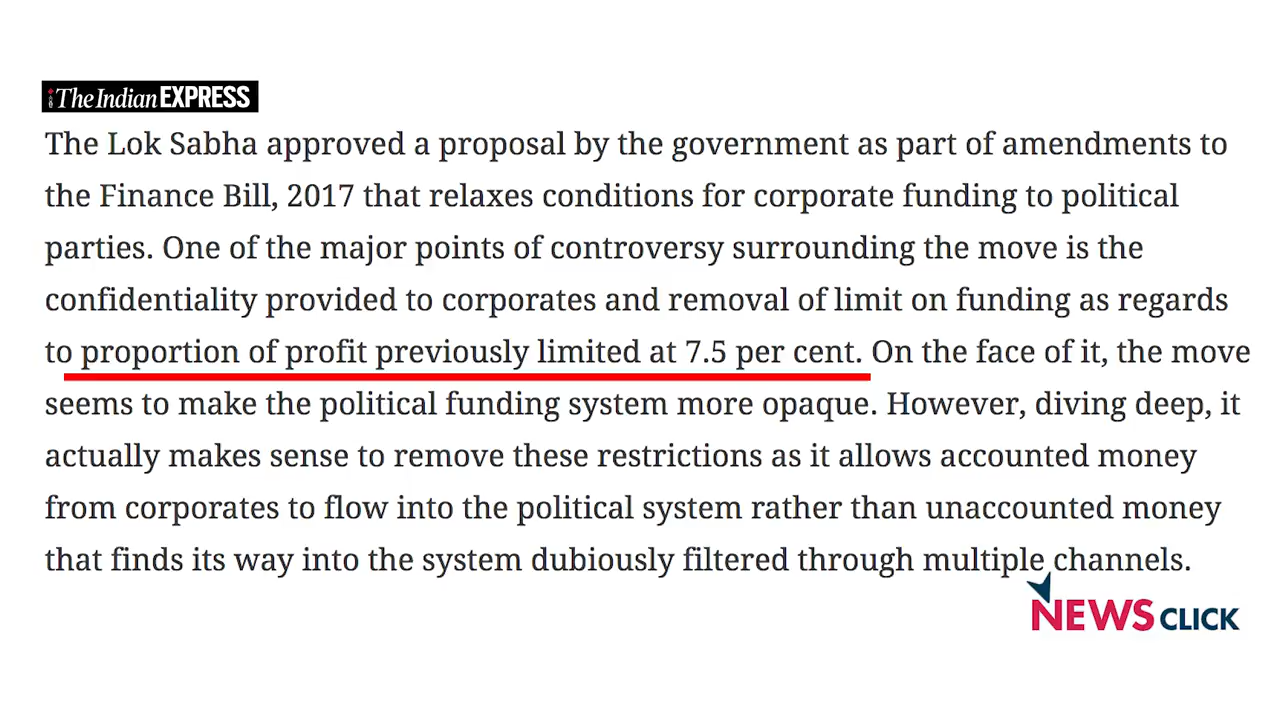 The Indian EXPRESS
The Lok Sabha approved a proposal by the government as part of amendments to
the Finance Bill, 2017 that relaxes conditions for corporate funding to political
parties. One of the major points of controversy surrounding the move is the
confidentiality provided to corporates and removal of limit on funding as regards
to proportion of profit previously limited at 7.5 per cent. On the face of it, the move
seems to make the political funding system more opaque. However, diving deep, it
actually makes sense to remove these restrictions as it allows accounted money
from corporates to flow into the political system rather than unaccounted money
that finds its way into the system dubiously filtered through multiple channels.
NEWS CLICK